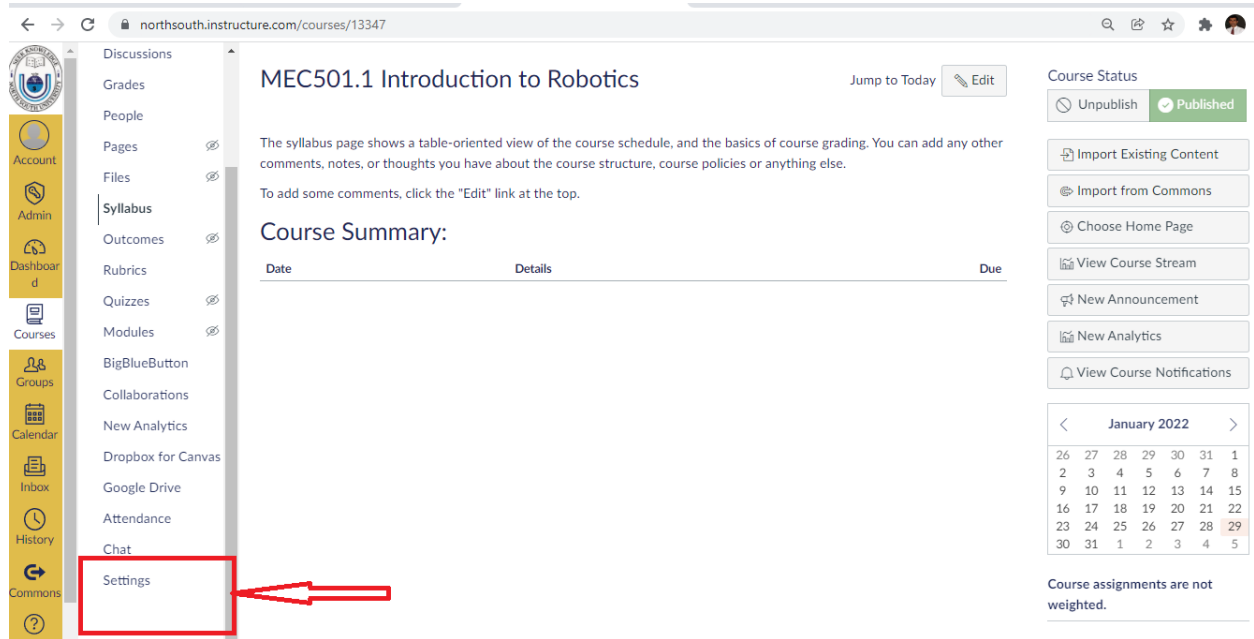 northsouth.instructure.com/courses/13347
Account
Admin
Dashboar
d
Courses
Groups
Calendar
Inbox
History
Commons
Discussions
Grades
People
Pages
Files
Syllabus
Outcomes
Rubrics
Quizzes
Modules
BigBlueButton
Collaborations
New Analytics
Dropbox for Canvas
Google Drive
Attendance
Chat
Settings
MEC501.1 Introduction to Robotics
Jump to Today
Edit
The syllabus page shows a table-oriented view of the course schedule, and the basics of course grading. You can add any other
comments, notes, or thoughts you have about the course structure, course policies or anything else.
To add some comments, click the "Edit" link at the top.
Course Summary:
Date Details Due
Course Status
Unpublish Published
Import Existing Content
Import from Commons
Choose Home Page
View Course Stream
New Announcement
New Analytics
View Course Notifications
January 2022
26 27 28 29 30 31 1
2 3 4 5 6 7 8
9 10 11 12 13 14 15
16 17 18 19 20 21 22
23 24 25 26 27 28 29
30 31 1 2 3 4 5
Course assignments are not
weighted.